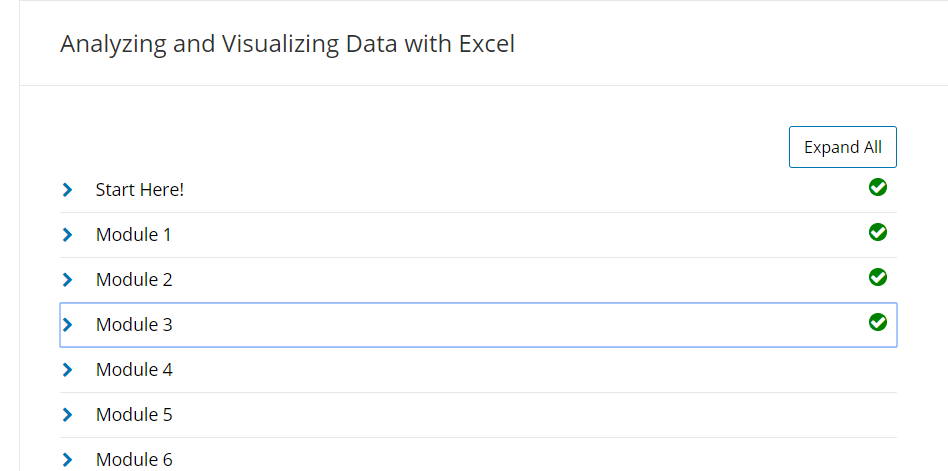 Analyzing and Visualizing Data with Excel
Expand All
Start Here!
Module 1
Module 2
Module 3
Module 4
Module 5
Module 6